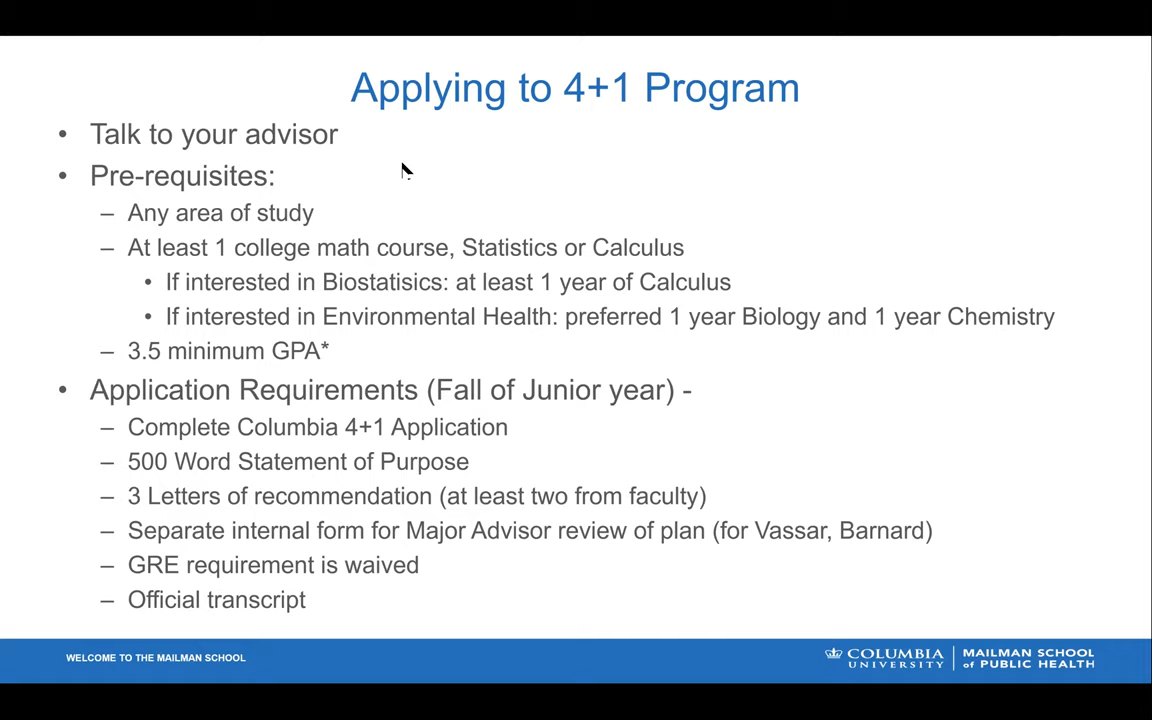 Applying to 4+1 Program
• Talk to your advisor
• Pre-requisites:
– Any area of study
– At least 1 college math course, Statistics or Calculus
• If interested in Biostatisics: at least 1 year of Calculus
• If interested in Environmental Health: preferred 1 year Biology and 1 year Chemistry
– 3.5 minimum GPA*
• Application Requirements (Fall of Junior year) -
– Complete Columbia 4+1 Application
– 500 Word Statement of Purpose
– 3 Letters of recommendation (at least two from faculty)
– Separate internal form for Major Advisor review of plan (for Vassar, Barnard)
– GRE requirement is waived
– Official transcript
WELCOME TO THE MAILMAN SCHOOL
COLUMBIA UNIVERSITY
MAILMAN SCHOOL of PUBLIC HEALTH